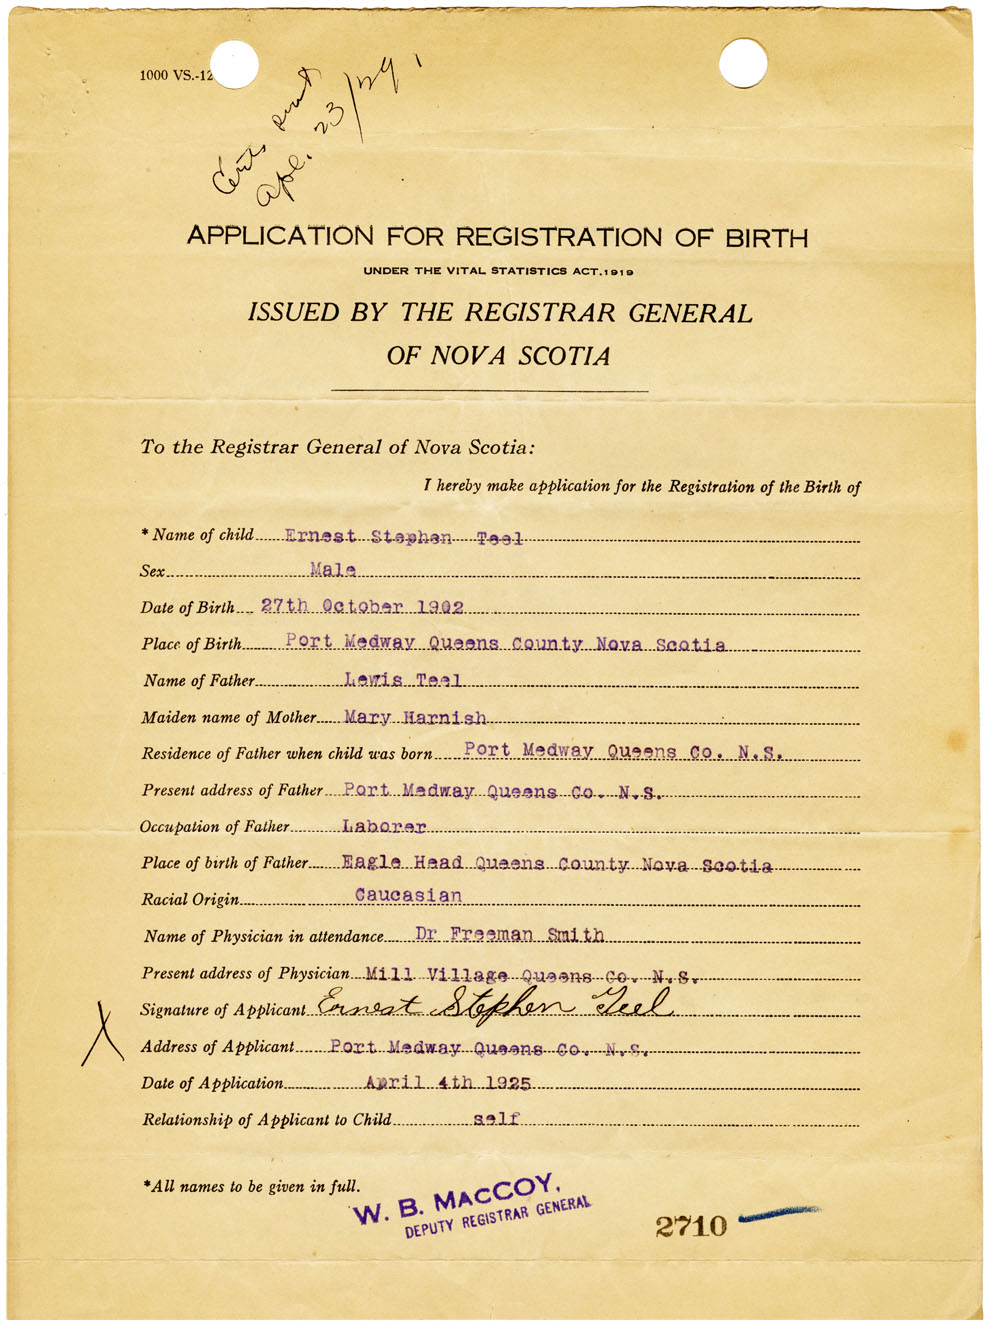 1000 VS.-12
Certs sent
Apl. 23/29
APPLICATION FOR REGISTRATION OF BIRTH
UNDER THE VITAL STATISTICS ACT, 1919
ISSUED BY THE REGISTRAR GENERAL
OF NOVA SCOTIA
To the Registrar General of Nova Scotia:
I hereby make application for the Registration of the Birth of
* Name of child Ernest Stephen Teel
Sex Male
Date of Birth 27th October 1902
Place of Birth Port Medway Queens County Nova Scotia
Name of Father Lewis Teel
Maiden name of Mother Mary Harnish
Residence of Father when child was born Port Medway Queens Co. N.S.
Present address of Father Port Medway Queens Co. N.S.
Occupation of Father Laborer
Place of birth of Father Eagle Head Queens County Nova Scotia
Racial Origin Caucasian
Name of Physician in attendance Dr Freeman Smith
Present address of Physician Mill Village Queens Co. N.S.
Signature of Applicant Ernest Stephen Teel
X Address of Applicant Port Medway Queens Co. N.S.
Date of Application April 4th 1925
Relationship of Applicant to Child self
*All names to be given in full.
W. B. MACCOY,
DEPUTY REGISTRAR GENERAL
2710